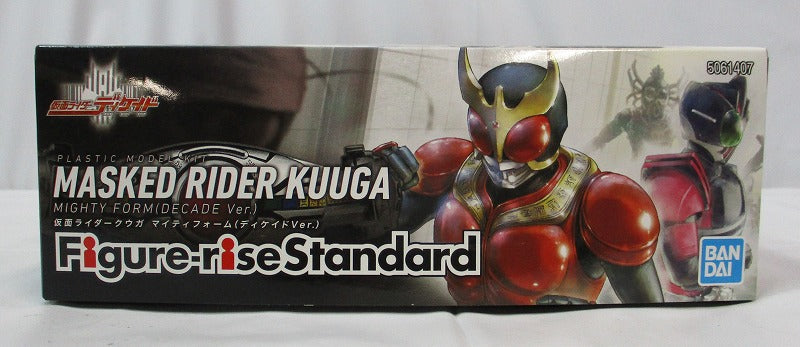 5061407
仮面ライダーディケイド
PLASTIC MODEL KIT
MASKED RIDER KUUGA
MIGHTY FORM(DECADE Ver.)
仮面ライダークウガ マイティフォーム(ディケイドVer.)
Figure-riseStandard
BAN
DAI